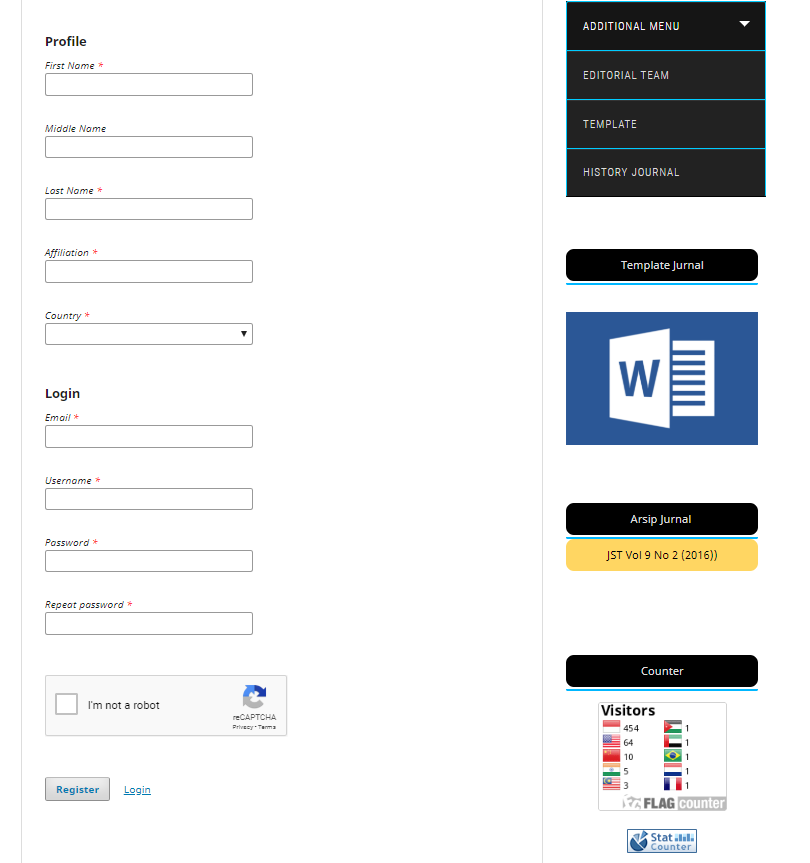 Profile
First Name *
Middle Name
Last Name *
Affiliation *
Country *
Login
Email *
Username *
Password *
Repeat password *
I'm not a robot
reCAPTCHA
Privacy - Terms
Register Login
ADDITIONAL MENU
EDITORIAL TEAM
TEMPLATE
HISTORY JOURNAL
Template Jurnal
W
Arsip Jurnal
JST Vol 9 No 2 (2016))
Counter
Visitors
454 1
64 1
10 1
5 1
3 1
FLAG counter
Stat
Counter